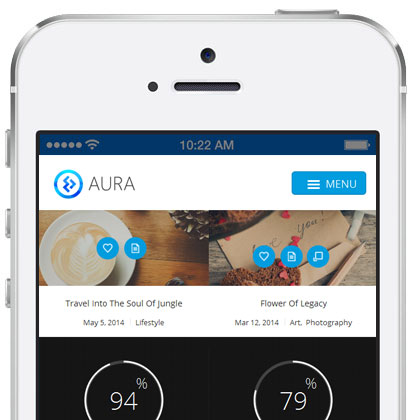 10:22 AM
AURA
MENU
you!
Travel Into The Soul Of Jungle
Flower Of Legacy
May 5, 2014 Lifestyle
Mar 12, 2014 Art, Photography
94%
79%